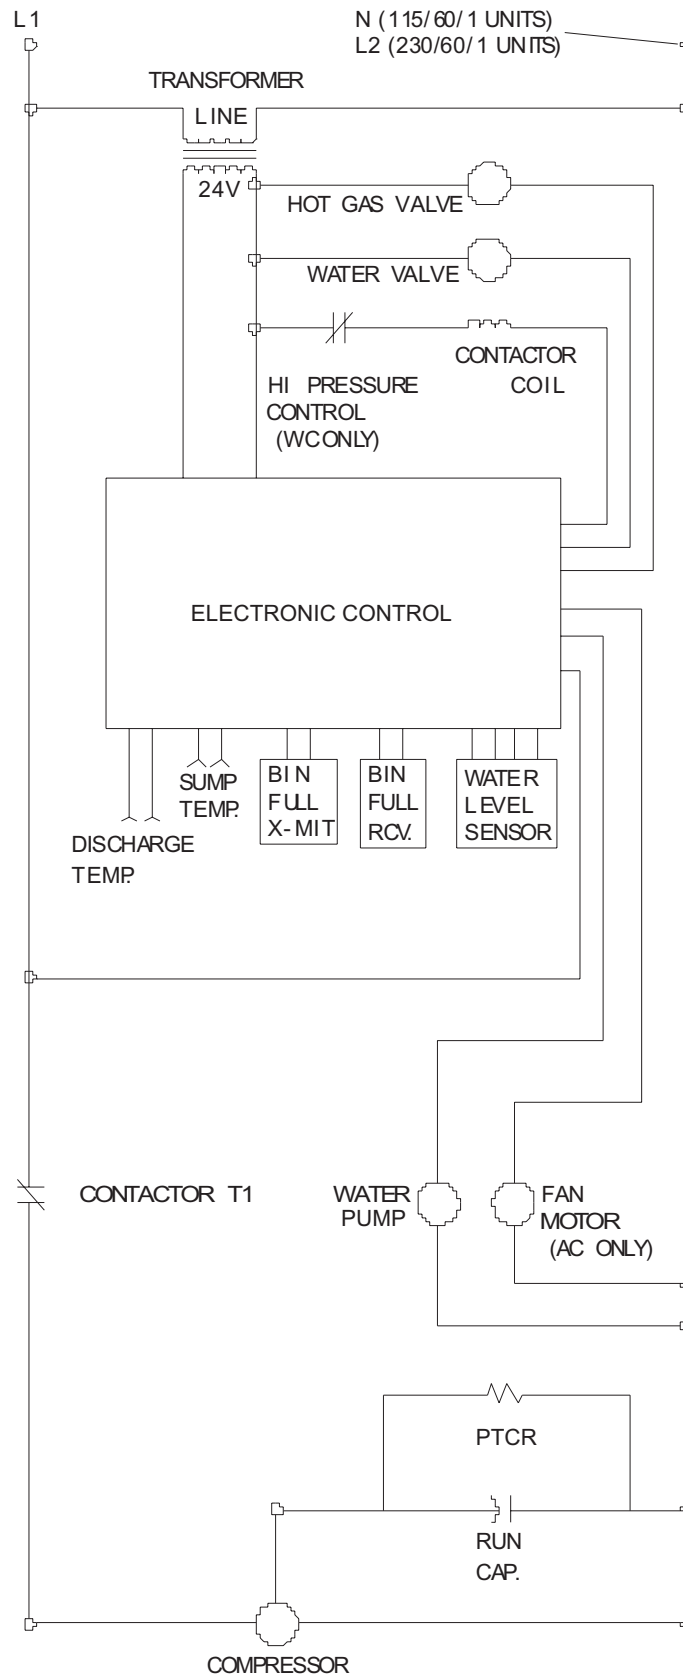 L1
N (115/60/1 UNITS)
L2 (230/60/1 UNITS)
TRANSFORMER
LINE
24V
HOT GAS VALVE
WATER VALVE
CONTACTOR
COIL
HI PRESSURE
CONTROL
(WC ONLY)
ELECTRONIC CONTROL
DISCHARGE
TEMP.
SUMP
TEMP.
BIN
FULL
X-MIT
BIN
FULL
RCV.
WATER
LEVEL
SENSOR
CONTACTOR T1
WATER
PUMP
FAN
MOTOR
(AC ONLY)
PTCR
RUN
CAP.
COMPRESSOR